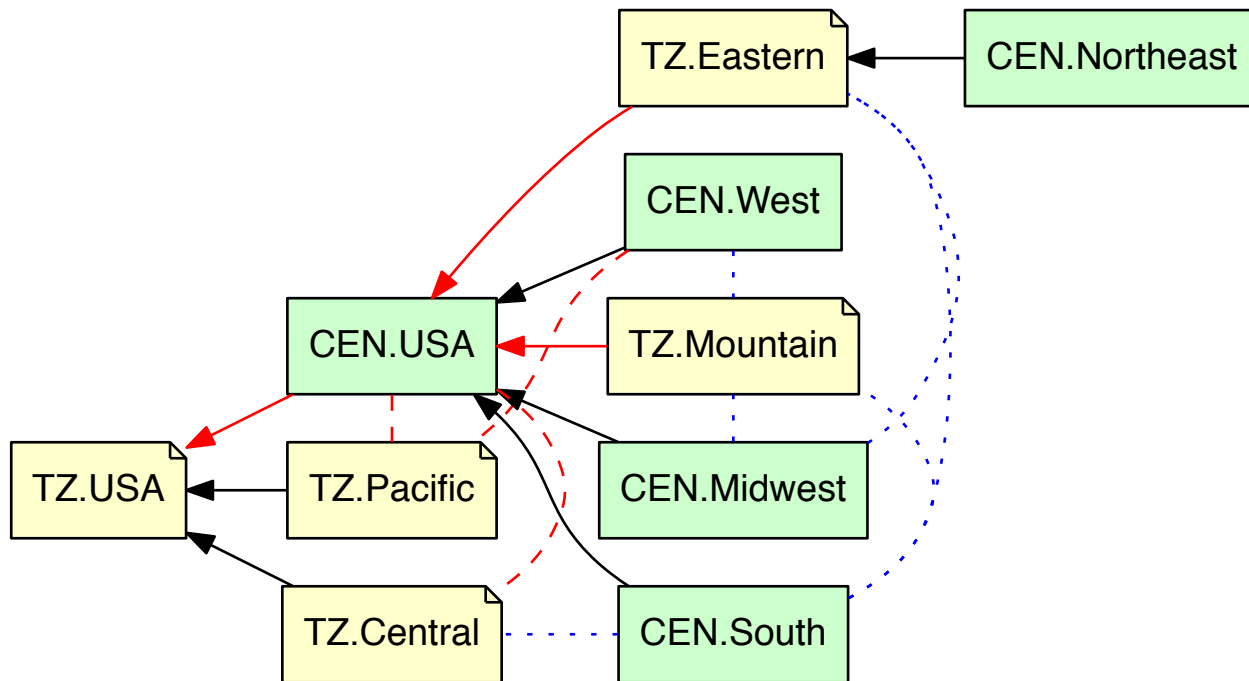 TZ.Eastern
CEN.Northeast
CEN.West
CEN.USA
TZ.Mountain
TZ.USA
TZ.Pacific
CEN.Midwest
TZ.Central
CEN.South